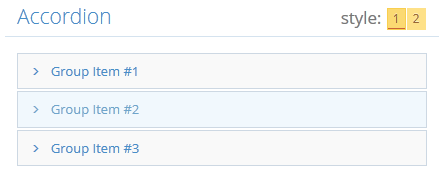 Accordion
style: 1 2
Group Item #1
Group Item #2
Group Item #3